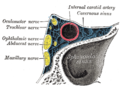 Internal carotid artery
Cavernous sinus
Oculomotor nerve
Trochlear nerve
Ophthalmic nerve
Abducent nerve
Maxillary nerve